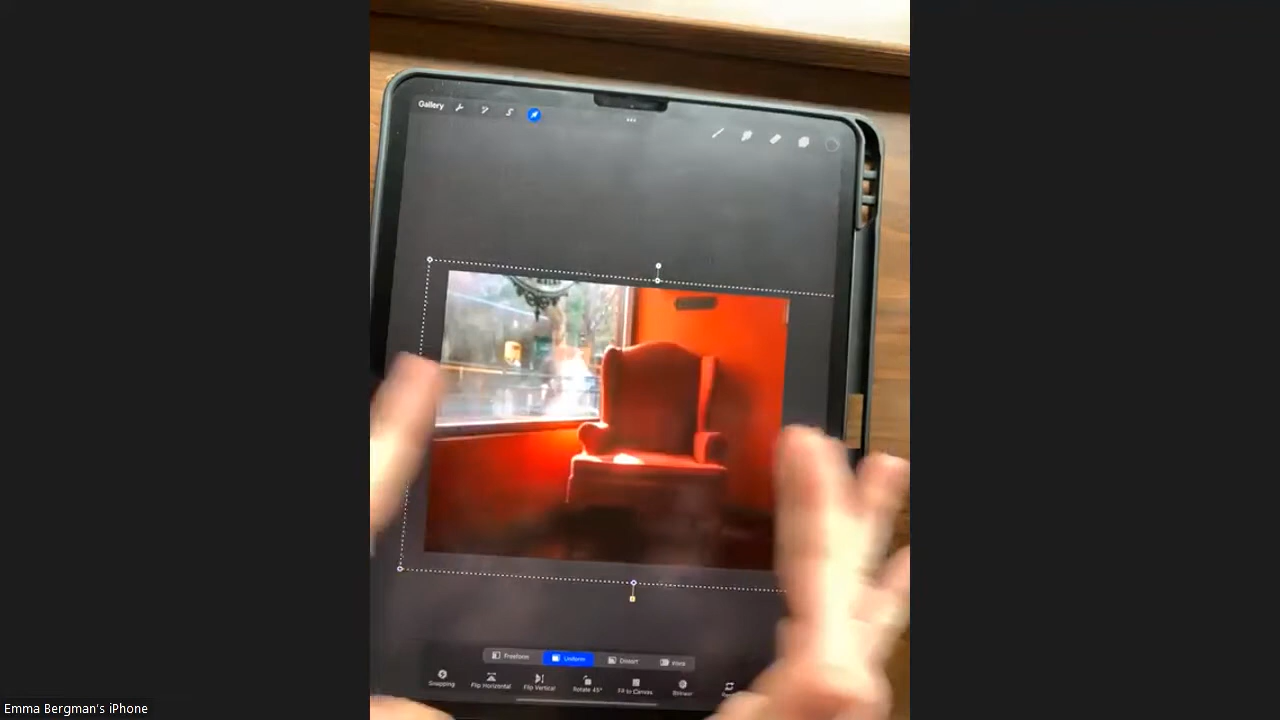 Gallery
Freeform Uniform Distort Warp
Snapping Flip Horizontal Flip Vertical Rotate 45° Fit to Canvas Bilinear
Emma Bergman's iPhone